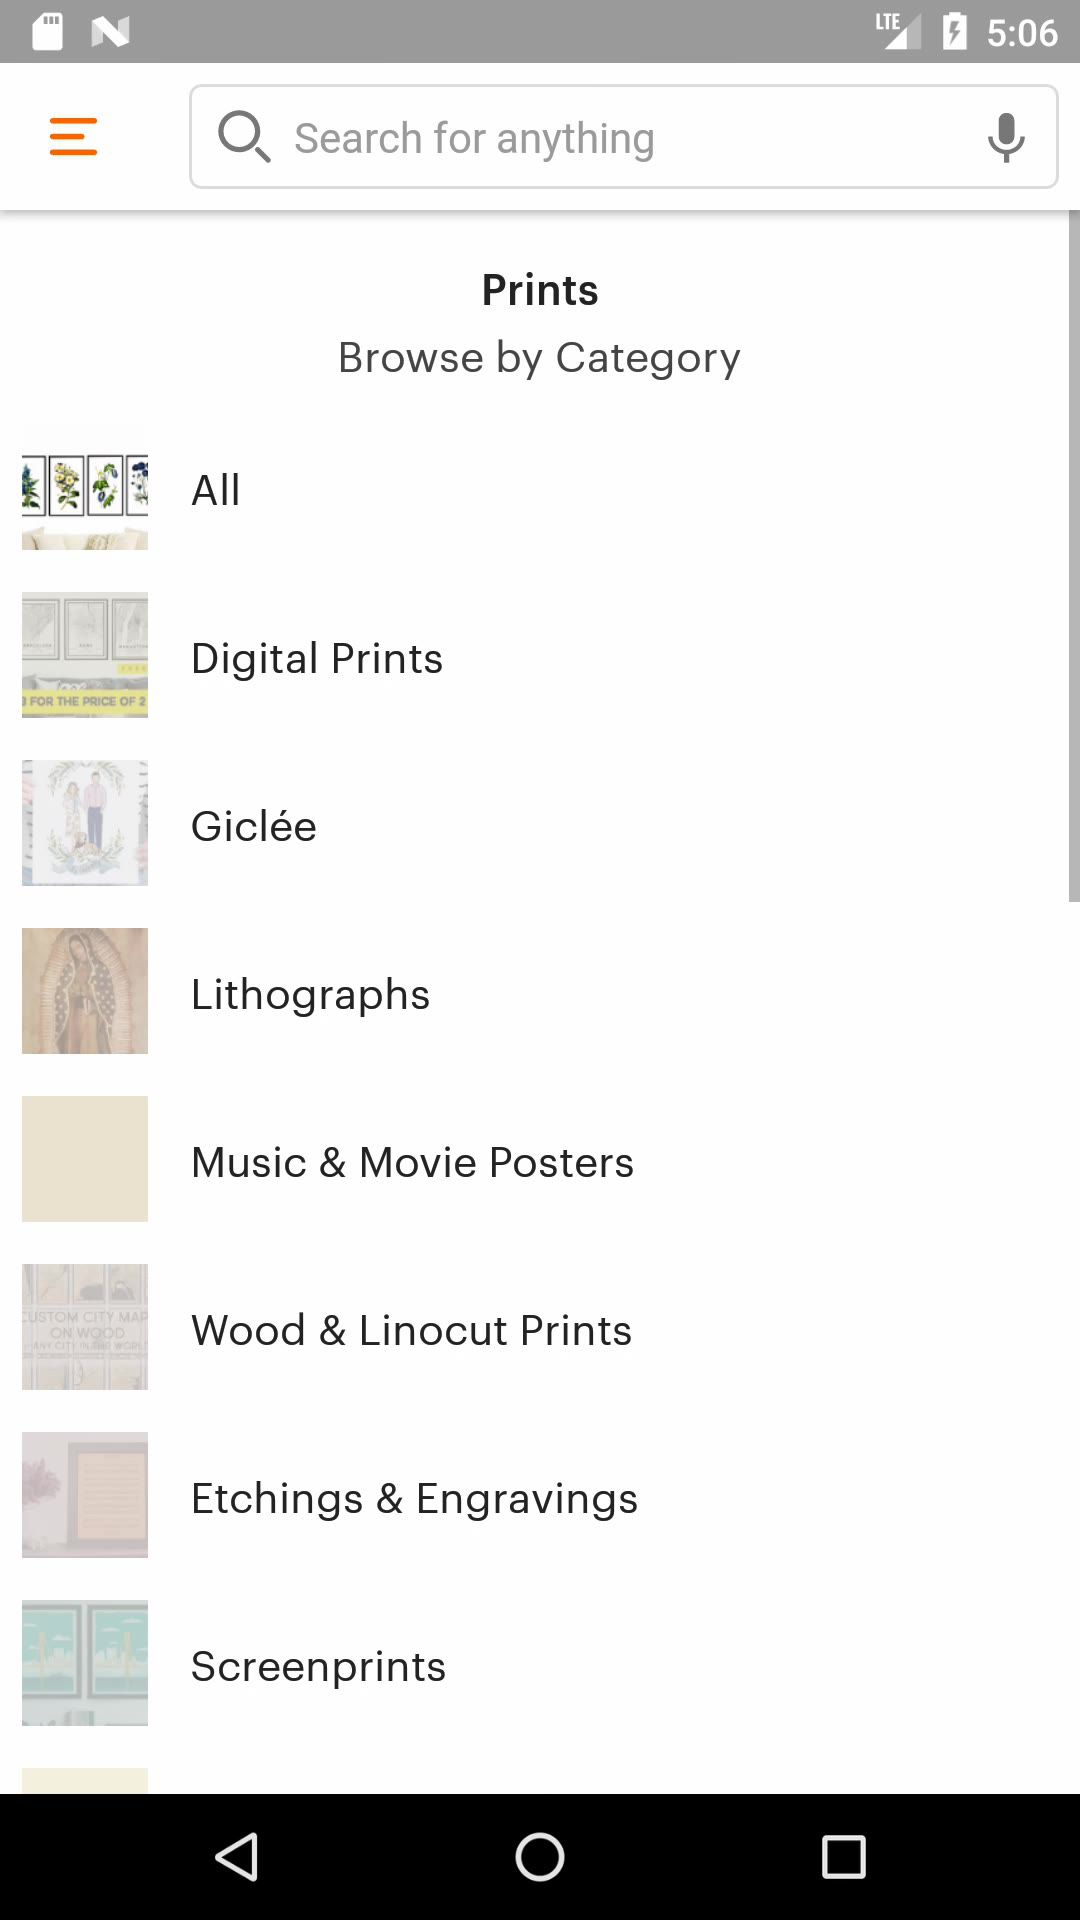 LTE 5:06
Search for anything
Prints
Browse by Category
All
Digital Prints
3 FOR THE PRICE OF 2
Giclée
Lithographs
Music & Movie Posters
CUSTOM CITY MAP
ON WOOD
ANY CITY IN THE WORLD
Wood & Linocut Prints
Etchings & Engravings
Screenprints